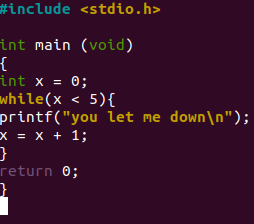 #include <stdio.h>
int main (void)
{
int x = 0;
while(x < 5){
printf("you let me down\n");
x = x + 1;
}
return 0;
}